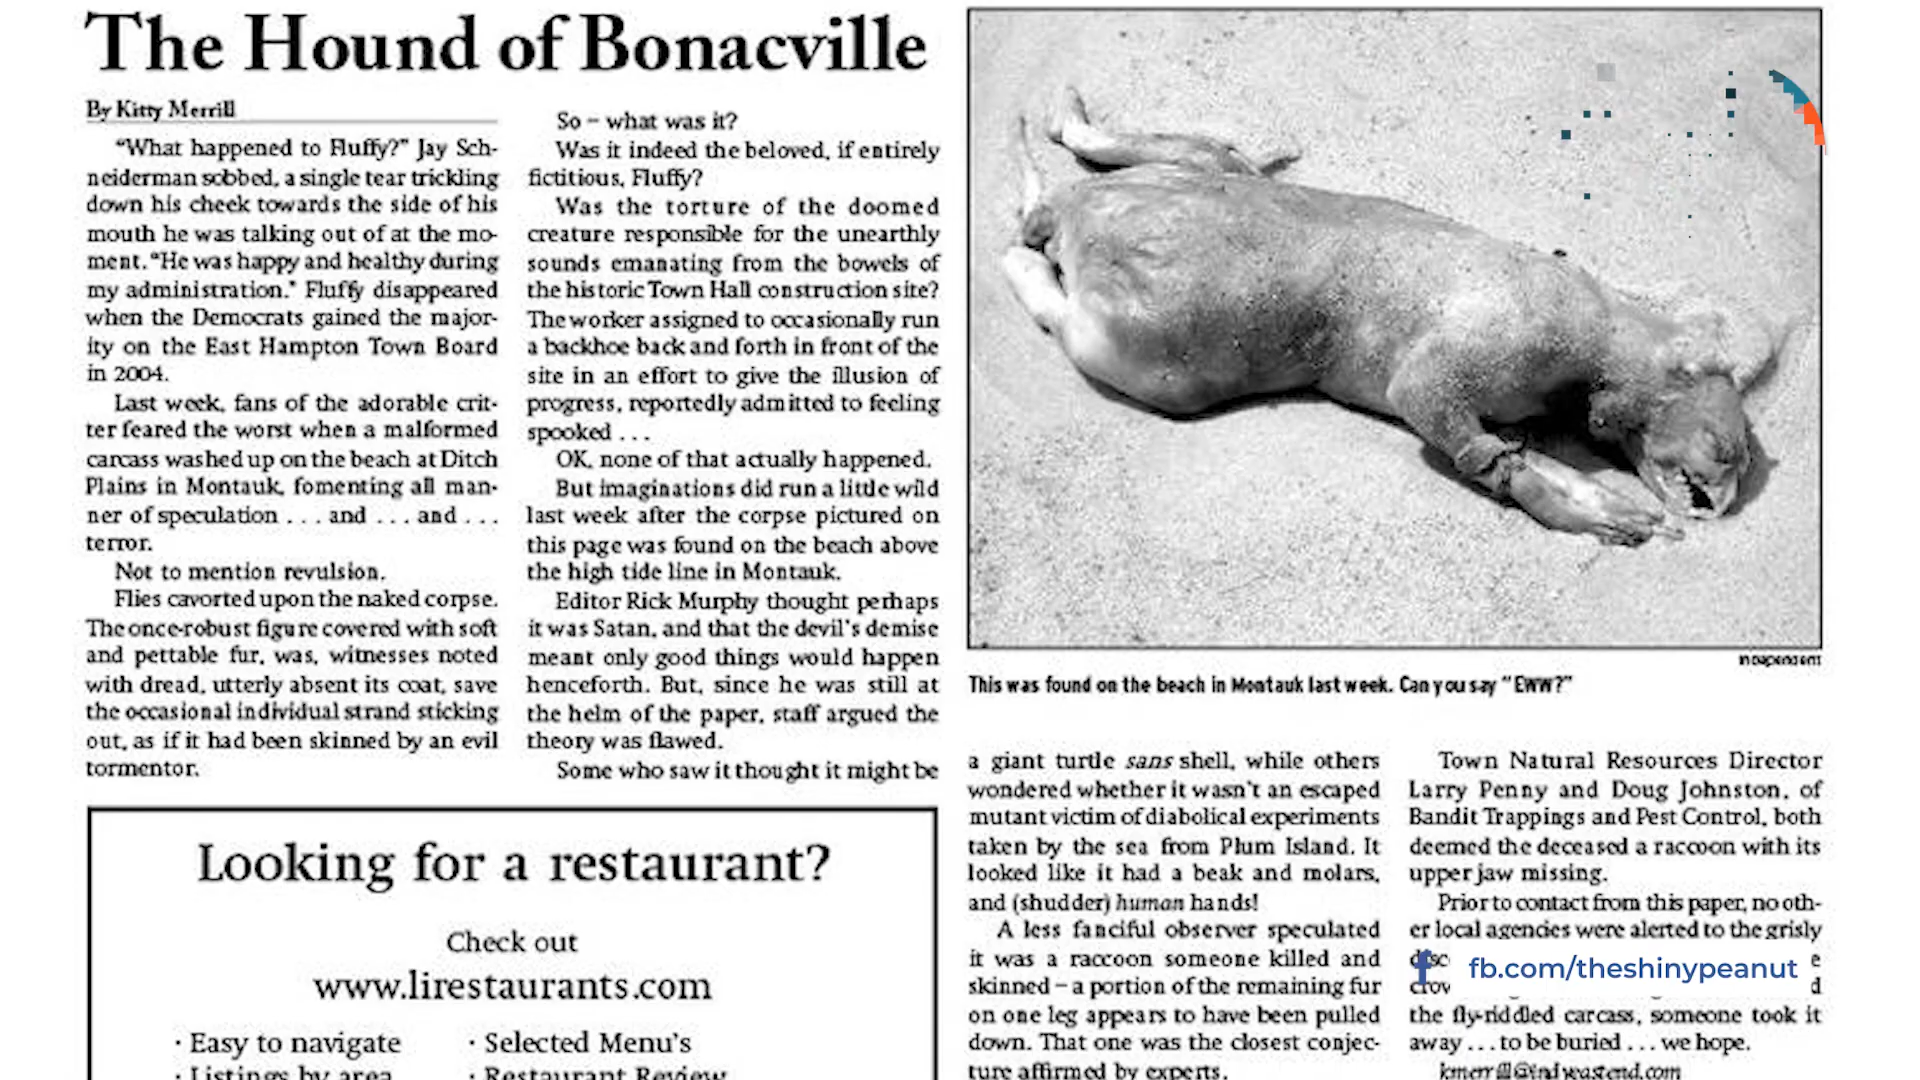 The Hound of Bonacville
By Kitty Merrill
“What happened to Fluffy?” Jay Sch-
neiderman sobbed, a single tear trickling
down his cheek towards the side of his
mouth he was talking out of at the mo-
ment. “He was happy and healthy during
my administration." Fluffy disappeared
when the Democrats gained the major-
ity on the East Hampton Town Board
in 2004.
Last week, fans of the adorable crit-
ter feared the worst when a malformed
carcass washed up on the beach at Ditch
Plains in Montauk, fomenting all man-
ner of speculation . . . and . . . and . . .
terror.
Not to mention revulsion.
Flies cavorted upon the naked corpse.
The once-robust figure covered with soft
and pettable fur, was, witnesses noted
with dread, utterly absent its coat, save
the occasional individual strand sticking
out, as if it had been skinned by an evil
tormentor.
So – what was it?
Was it indeed the beloved, if entirely
fictitious, Fluffy?
Was the torture of the doomed
creature responsible for the unearthly
sounds emanating from the bowels of
the historic Town Hall construction site?
The worker assigned to occasionally run
a backhoe back and forth in front of the
site in an effort to give the illusion of
progress, reportedly admitted to feeling
spooked . . .
OK, none of that actually happened.
But imaginations did run a little wild
last week after the corpse pictured on
this page was found on the beach above
the high tide line in Montauk.
Editor Rick Murphy thought perhaps
it was Satan, and that the devil's demise
meant only good things would happen
henceforth. But, since he was still at
the helm of the paper, staff argued the
theory was flawed.
Some who saw it thought it might be
Independent
This was found on the beach in Montauk last week. Can you say “EWW?”
a giant turtle sans shell, while others
wondered whether it wasn't an escaped
mutant victim of diabolical experiments
taken by the sea from Plum Island. It
looked like it had a beak and molars,
and (shudder) human hands!
A less fanciful observer speculated
it was a raccoon someone killed and
skinned – a portion of the remaining fur
on one leg appears to have been pulled
down. That one was the closest conjec-
ture affirmed by experts.
Town Natural Resources Director
Larry Penny and Doug Johnston, of
Bandit Trappings and Pest Control, both
deemed the deceased a raccoon with its
upper jaw missing.
Prior to contact from this paper, no oth-
er local agencies were alerted to the grisly
the fly-riddled carcass, someone took it
away . . . to be buried . . . we hope.
kmerrill@indyeastend.com
fb.com/theshinypeanut
Looking for a restaurant?
Check out
www.lirestaurants.com
· Easy to navigate
· Selected Menu's
· Listings by area
· Restaurant Review